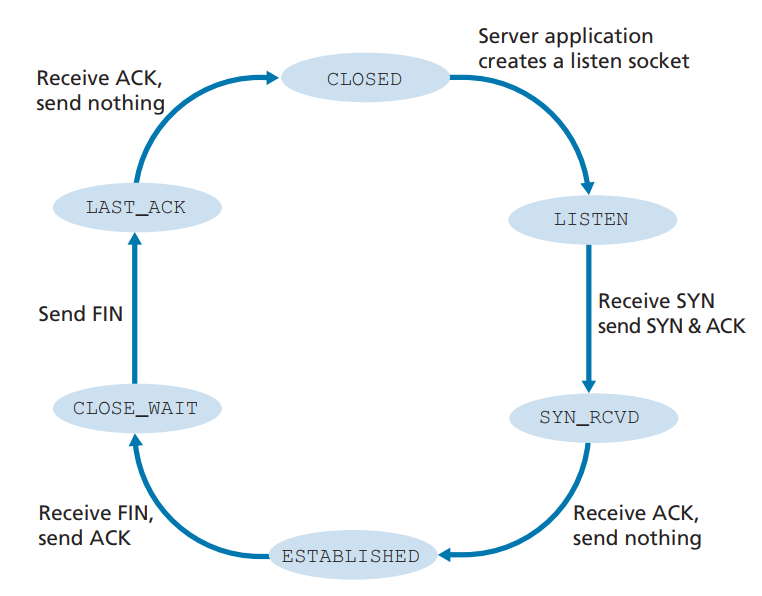 Server application
creates a listen socket
Receive ACK,
send nothing
CLOSED
LAST_ACK
LISTEN
Send FIN
Receive SYN
send SYN & ACK
CLOSE_WAIT
SYN_RCVD
Receive FIN,
send ACK
Receive ACK,
send nothing
ESTABLISHED